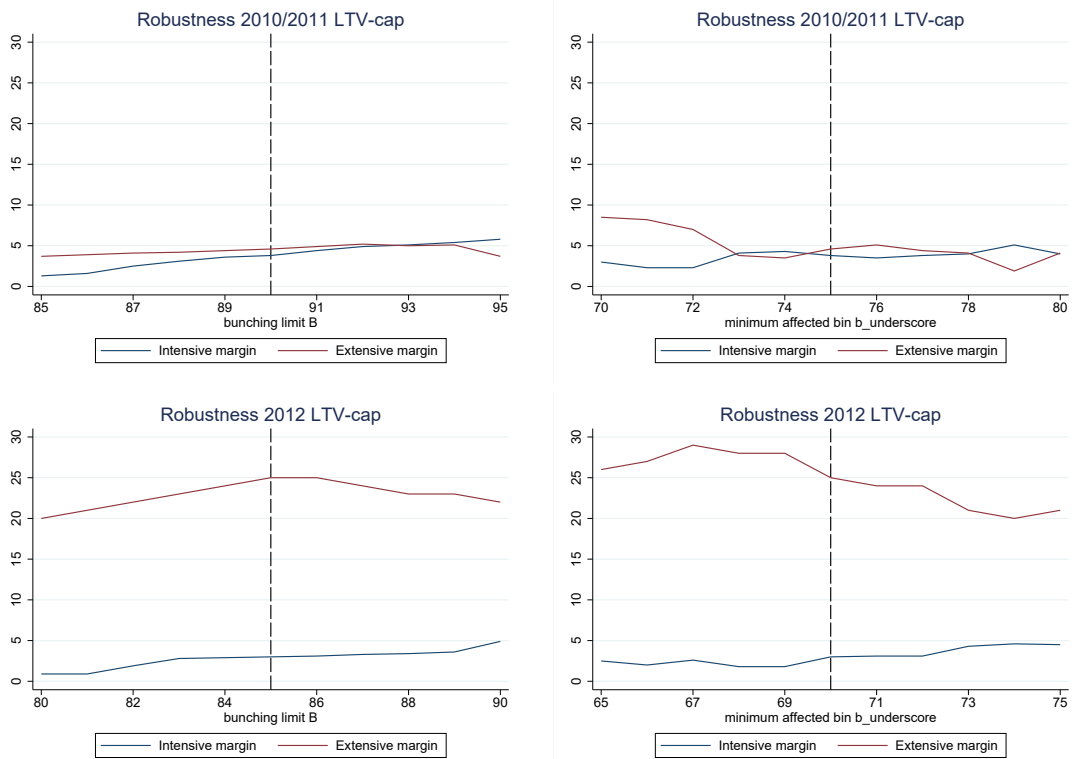 Robustness 2010/2011 LTV-cap
30
25
20
15
10
5
0
85 87 89 91 93 95
bunching limit B
Intensive margin Extensive margin
Robustness 2010/2011 LTV-cap
30
25
20
15
10
5
0
70 72 74 76 78 80
minimum affected bin b_underscore
Intensive margin Extensive margin
Robustness 2012 LTV-cap
30
25
20
15
10
5
0
80 82 84 86 88 90
bunching limit B
Intensive margin Extensive margin
Robustness 2012 LTV-cap
30
25
20
15
10
5
0
65 67 69 71 73 75
minimum affected bin b_underscore
Intensive margin Extensive margin